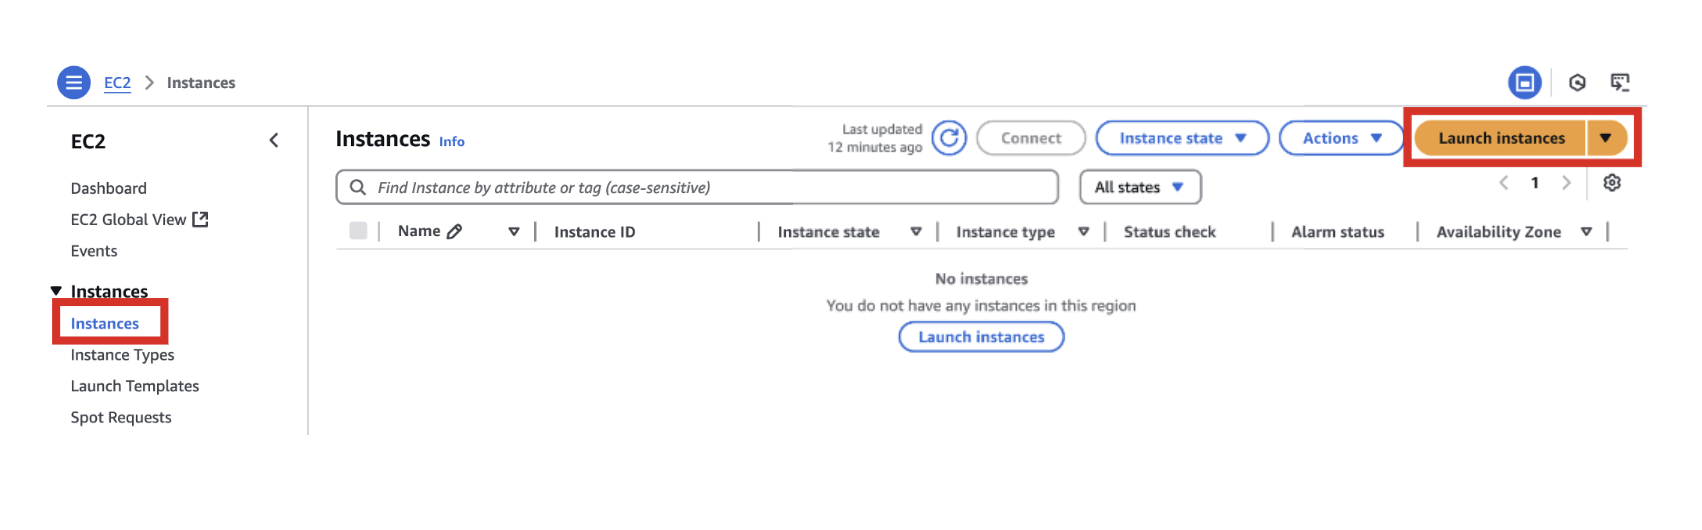 EC2 > Instances
EC2
Dashboard
EC2 Global View
Events
Instances
Instances
Instance Types
Launch Templates
Spot Requests
Instances Info
Last updated
12 minutes ago
Connect
Instance state
Actions
Launch instances
Find Instance by attribute or tag (case-sensitive)
All states
1
Name
Instance ID
Instance state
Instance type
Status check
Alarm status
Availability Zone
No instances
You do not have any instances in this region
Launch instances